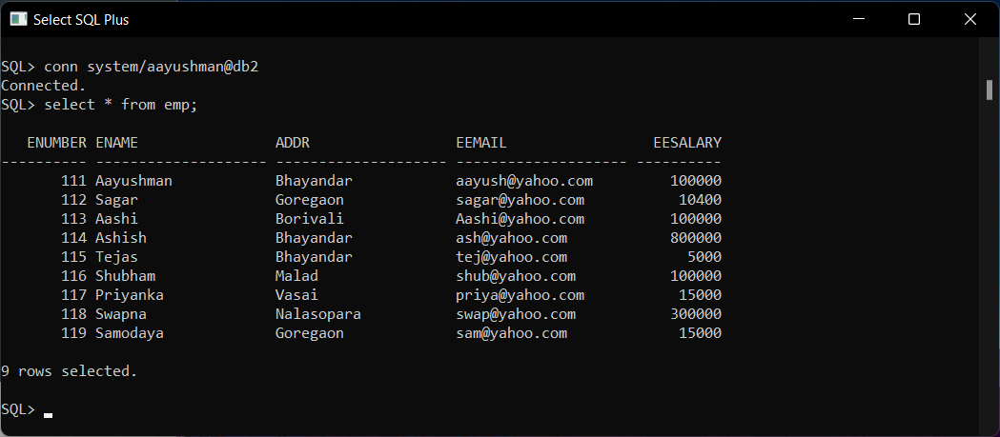 Select SQL Plus
SQL> conn system/aayushman@db2
Connected.
SQL> select * from emp;
   ENUMBER ENAME                ADDR                 EEMAIL                 EESALARY
---------- -------------------- -------------------- -------------------- ----------
       111 Aayushman            Bhayandar            aayush@yahoo.com         100000
       112 Sagar                Goregaon             sagar@yahoo.com           10400
       113 Aashi                Borivali             Aashi@yahoo.com          100000
       114 Ashish               Bhayandar            ash@yahoo.com            800000
       115 Tejas                Bhayandar            tej@yahoo.com              5000
       116 Shubham              Malad                shub@yahoo.com           100000
       117 Priyanka             Vasai                priya@yahoo.com           15000
       118 Swapna               Nalasopara           swap@yahoo.com           300000
       119 Samodaya             Goregaon             sam@yahoo.com             15000
9 rows selected.
SQL>